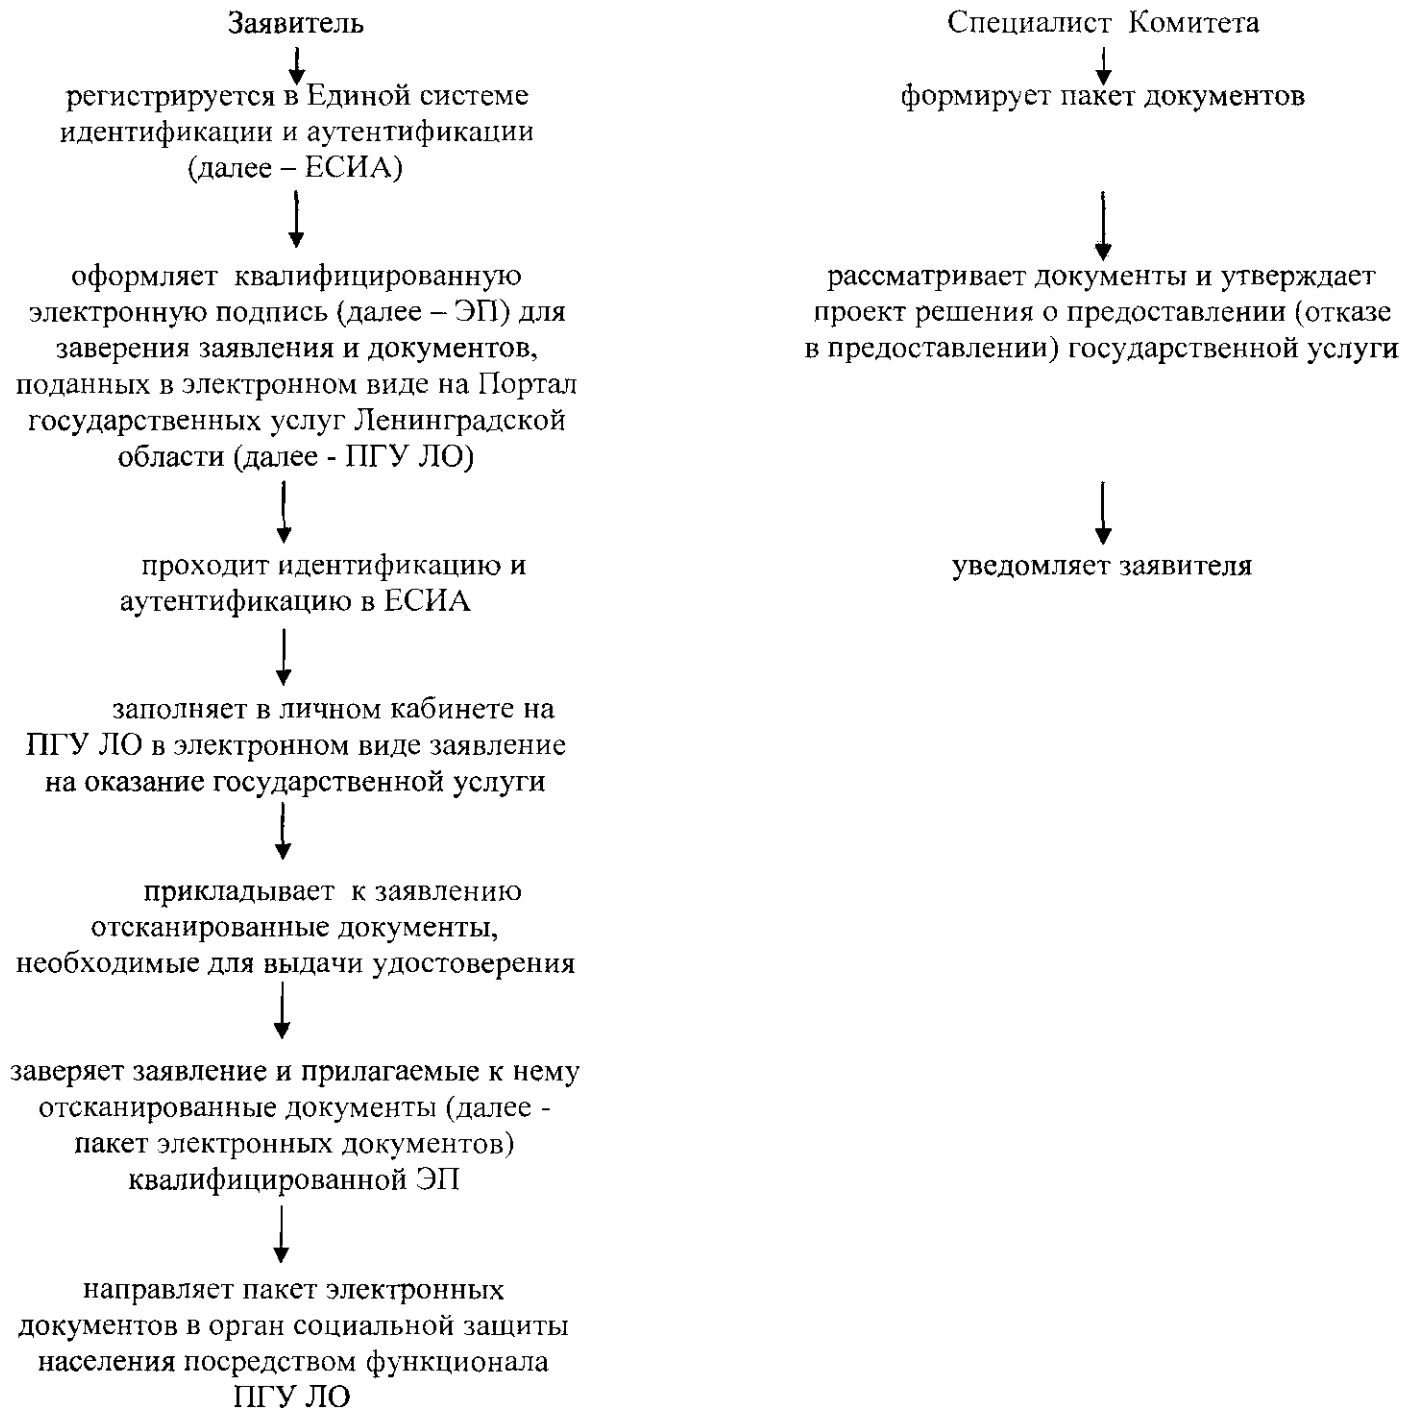 Заявитель
регистрируется в Единой системе
идентификации и аутентификации
(далее – ЕСИА)
оформляет квалифицированную
электронную подпись (далее – ЭП) для
заверения заявления и документов,
поданных в электронном виде на Портал
государственных услуг Ленинградской
области (далее - ПГУ ЛО)
проходит идентификацию и
аутентификацию в ЕСИА
заполняет в личном кабинете на
ПГУ ЛО в электронном виде заявление
на оказание государственной услуги
прикладывает к заявлению
отсканированные документы,
необходимые для выдачи удостоверения
заверяет заявление и прилагаемые к нему
отсканированные документы (далее -
пакет электронных документов)
квалифицированной ЭП
направляет пакет электронных
документов в орган социальной защиты
населения посредством функционала
ПГУ ЛО
Специалист Комитета
формирует пакет документов
рассматривает документы и утверждает
проект решения о предоставлении (отказе
в предоставлении) государственной услуги
уведомляет заявителя